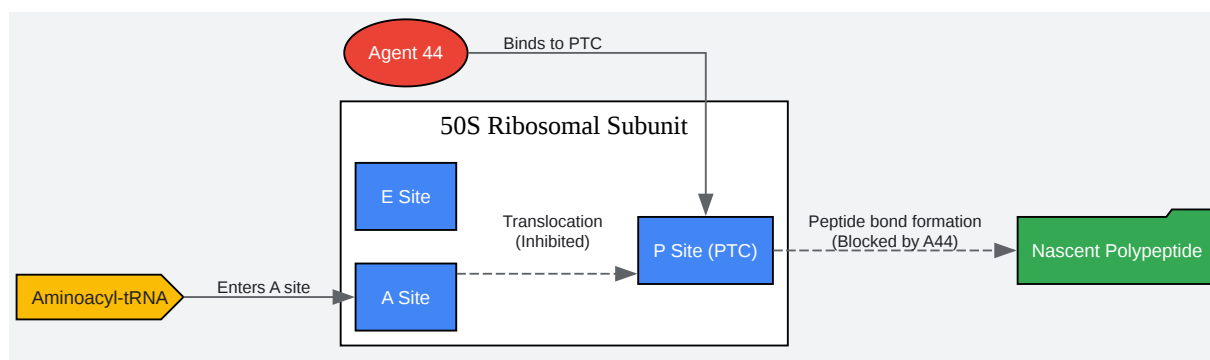 Agent 44
Binds to PTC
50S Ribosomal Subunit
E Site
Translocation
(Inhibited)
P Site (PTC)
Peptide bond formation
(Blocked by A44)
Nascent Polypeptide
Aminoacyl-tRNA
Enters A site
A Site